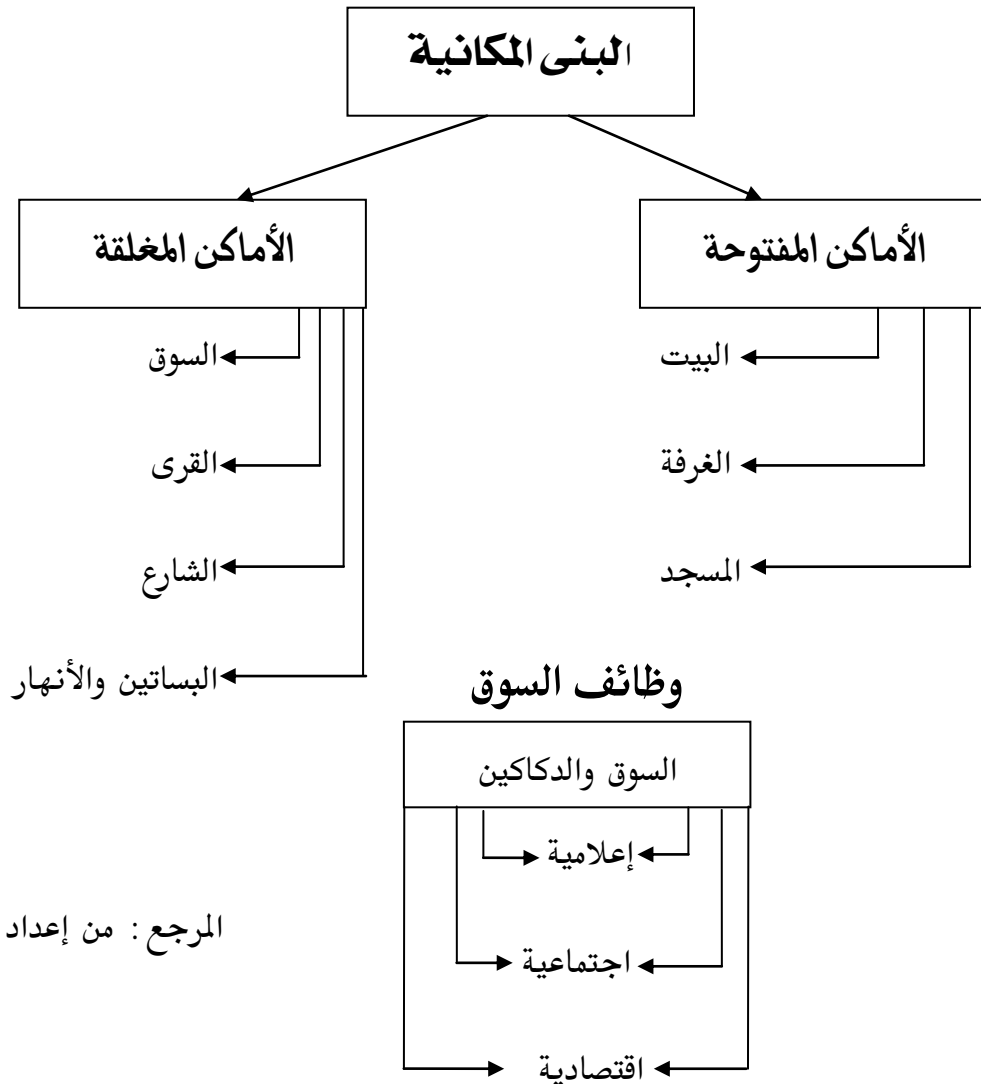 البنى المكانية
الأماكن المفتوحة
الأماكن المغلقة
البيت
السوق
الغرفة
القرى
المسجد
الشارع
البساتين والأنهار
وظائف السوق
السوق والدكاكين
إعلامية
المرجع : من إعداد
اجتماعية
اقتصادية